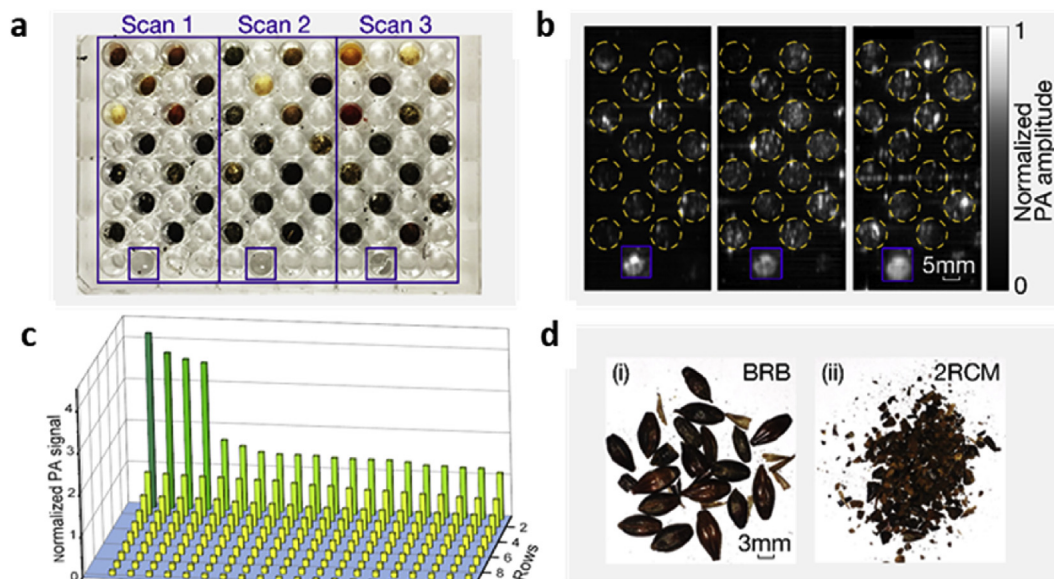 a
Scan 1 Scan 2 Scan 3
b
1
Normalized
PA amplitude
0
5mm
c
Normalized PA signal
4
3
2
1
0
2
4
6
8
Rows
d
(i) BRB
3mm
(ii) 2RCM